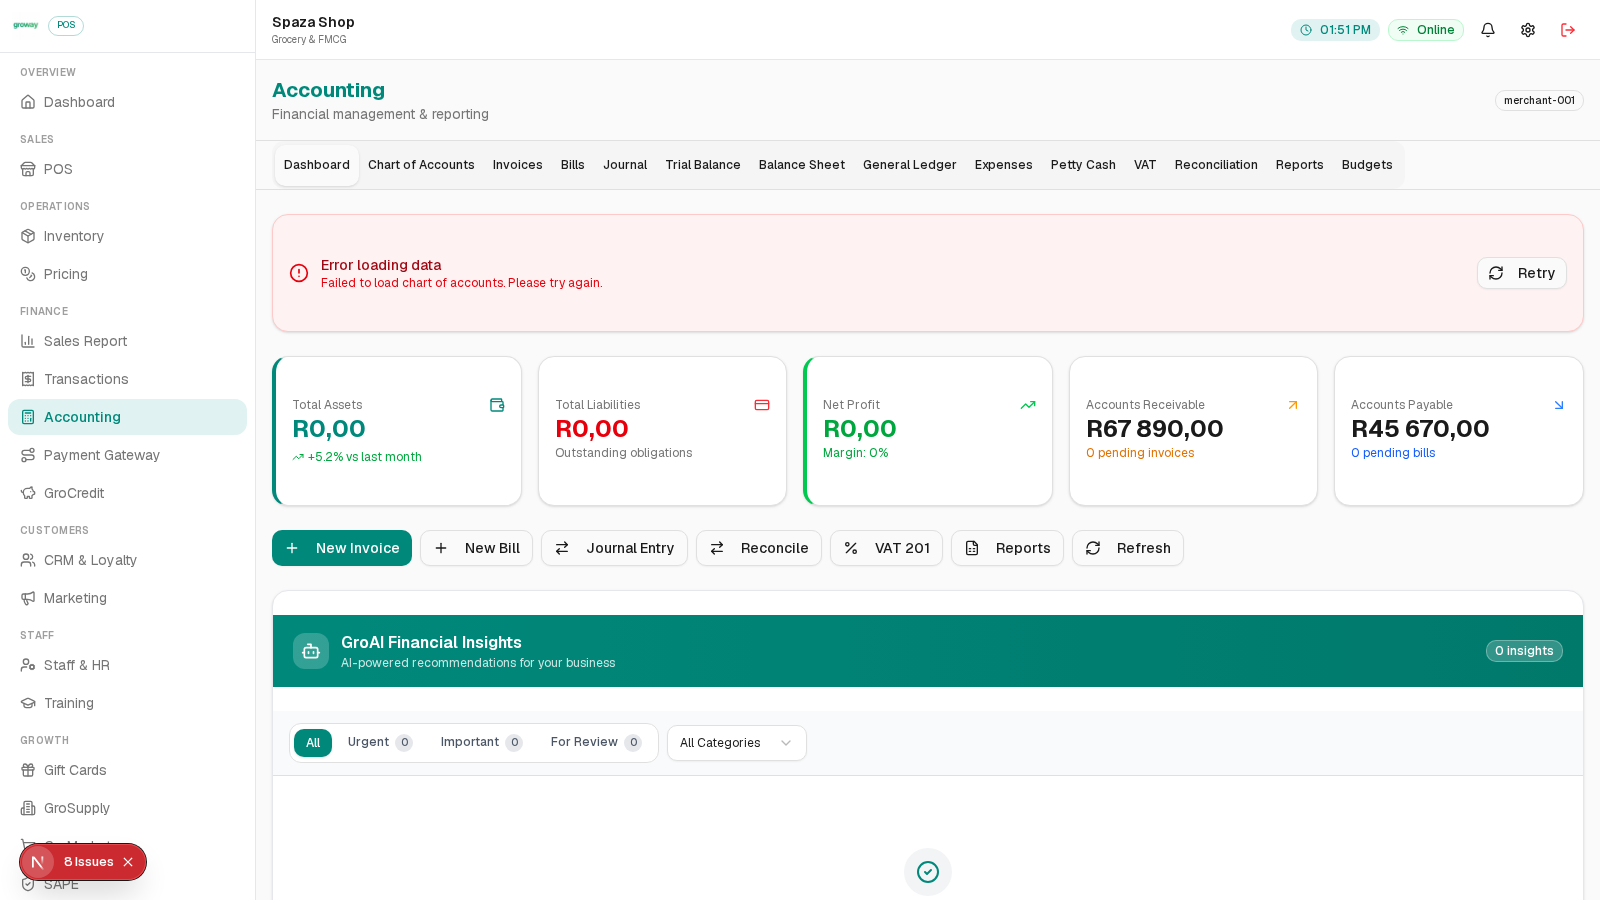 groway
POS
OVERVIEW
Dashboard
SALES
POS
OPERATIONS
Inventory
Pricing
FINANCE
Sales Report
Transactions
Accounting
Payment Gateway
GroCredit
CUSTOMERS
CRM & Loyalty
Marketing
STAFF
Staff & HR
Training
GROWTH
Gift Cards
GroSupply
8 Issues
SAPE
Spaza Shop
Grocery & FMCG
01:51 PM
Online
Accounting
Financial management & reporting
merchant-001
Dashboard
Chart of Accounts
Invoices
Bills
Journal
Trial Balance
Balance Sheet
General Ledger
Expenses
Petty Cash
VAT
Reconciliation
Reports
Budgets
Error loading data
Failed to load chart of accounts. Please try again.
Retry
Total Assets
R0,00
+5.2% vs last month
Total Liabilities
R0,00
Outstanding obligations
Net Profit
R0,00
Margin: 0%
Accounts Receivable
R67 890,00
0 pending invoices
Accounts Payable
R45 670,00
0 pending bills
New Invoice
New Bill
Journal Entry
Reconcile
VAT 201
Reports
Refresh
GroAI Financial Insights
AI-powered recommendations for your business
0 insights
All
Urgent 0
Important 0
For Review 0
All Categories